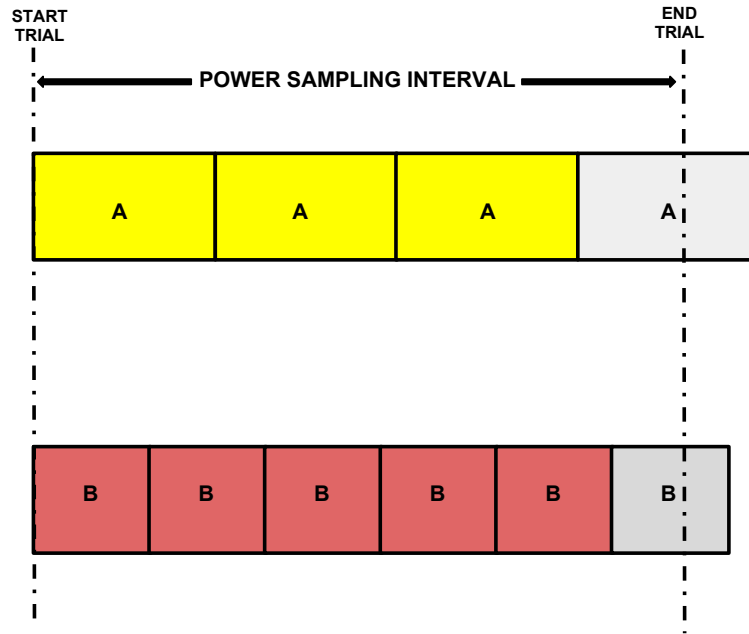 START
TRIAL
END
TRIAL
POWER SAMPLING INTERVAL
A A A A
B B B B B B